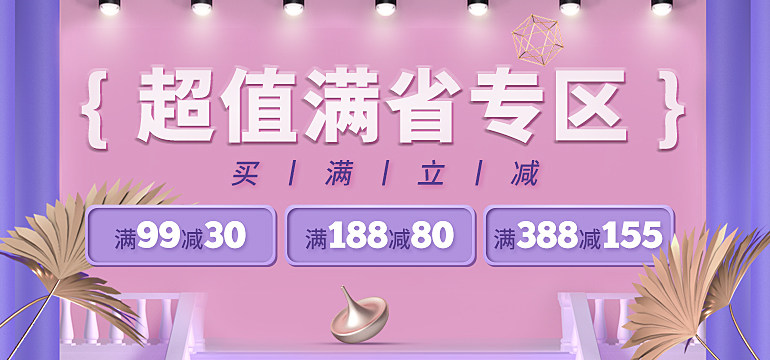 { 超值满省专区 }
买 | 满 | 立 | 减
满99减30 满188减80 满388减155